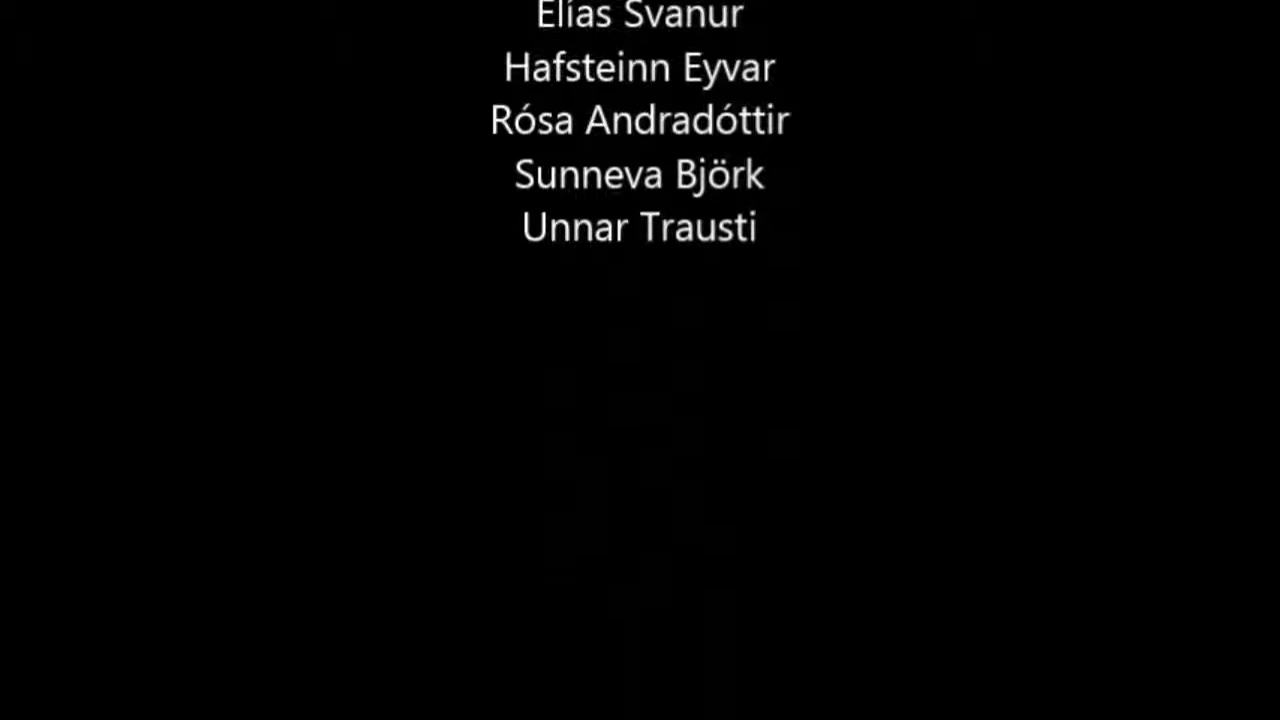 Elías Svanur
Hafsteinn Eyvar
Rósa Andradóttir
Sunneva Björk
Unnar Trausti